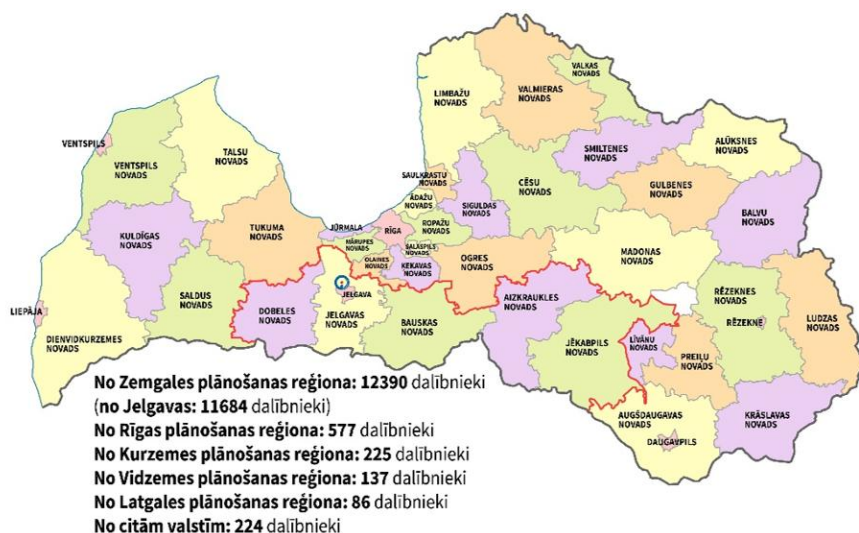 VALKAS
NOVADS
LIMBAŽU
NOVADS
VALMIERAS
NOVADS
VENTSPILS
VENTSPILS
NOVADS
TALSU
NOVADS
SMILTENES
NOVADS
ALŪKSNES
NOVADS
SAULKRASTU
NOVADS
CĒSU
NOVADS
GULBENES
NOVADS
ĀDAŽU
NOVADS
SIGULDAS
NOVADS
BALVU
NOVADS
KULDĪGAS
NOVADS
TUKUMA
NOVADS
JŪRMALA
RĪGA
ROPAŽU
NOVADS
MĀRUPES
NOVADS
SALASPILS
NOVADS
OLAINES
NOVADS
ĶEKAVAS
NOVADS
OGRES
NOVADS
MADONAS
NOVADS
LIEPĀJA
SALDUS
NOVADS
DOBELES
NOVADS
JELGAVA
JELGAVAS
NOVADS
BAUSKAS
NOVADS
AIZKRAUKLES
NOVADS
RĒZEKNES
NOVADS
RĒZEKNE
LUDZAS
NOVADS
DIENVIDKURZEMES
NOVADS
JĒKABPILS
NOVADS
LĪVĀNU
NOVADS
PREIĻU
NOVADS
AUGŠDAUGAVAS
NOVADS
DAUGAVPILS
KRĀSLAVAS
NOVADS
No Zemgales plānošanas reģiona: 12390 dalībnieki
(no Jelgavas: 11684 dalībnieki)
No Rīgas plānošanas reģiona: 577 dalībnieki
No Kurzemes plānošanas reģiona: 225 dalībnieki
No Vidzemes plānošanas reģiona: 137 dalībnieki
No Latgales plānošanas reģiona: 86 dalībnieki
No citām valstīm: 224 dalībnieki